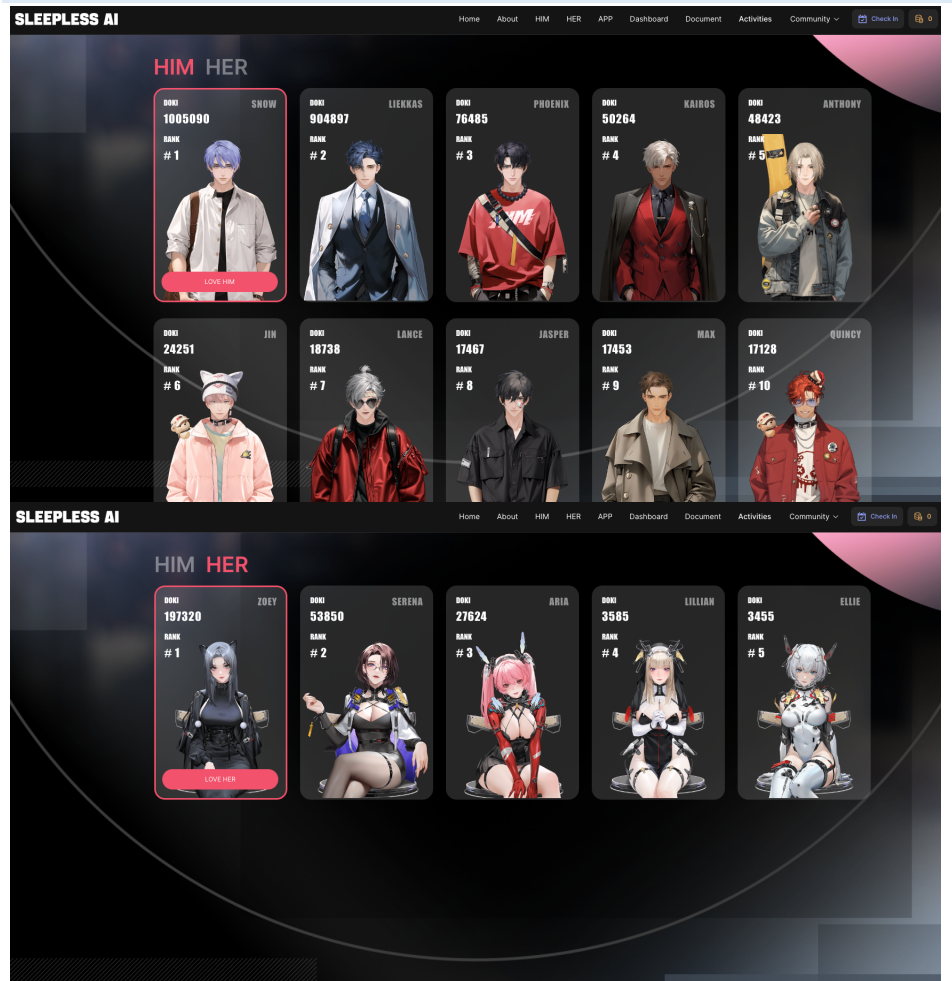 SLEEPLESS AI
Home About HIM HER APP Dashboard Document Activities Community Check In 0
HIM HER
DOKI SNOW
1005090
RANK
# 1
LOVE HIM
DOKI LIEKKAS
904897
RANK
# 2
DOKI PHOENIX
76485
RANK
# 3
HIM
DOKI KAIROS
50264
RANK
# 4
DOKI ANTHONY
48423
RANK
# 5
DOKI JIN
24251
RANK
# 6
DOKI LANCE
18738
RANK
# 7
DOKI JASPER
17467
RANK
# 8
DOKI MAX
17453
RANK
# 9
DOKI QUINCY
17128
RANK
# 10
SLEEPLESS AI
Home About HIM HER APP Dashboard Document Activities Community Check In 0
HIM HER
DOKI ZOEY
197320
RANK
# 1
LOVE HER
DOKI SERENA
53850
RANK
# 2
DOKI ARIA
27624
RANK
# 3
DOKI LILLIAN
3585
RANK
# 4
DOKI ELLIE
3455
RANK
# 5